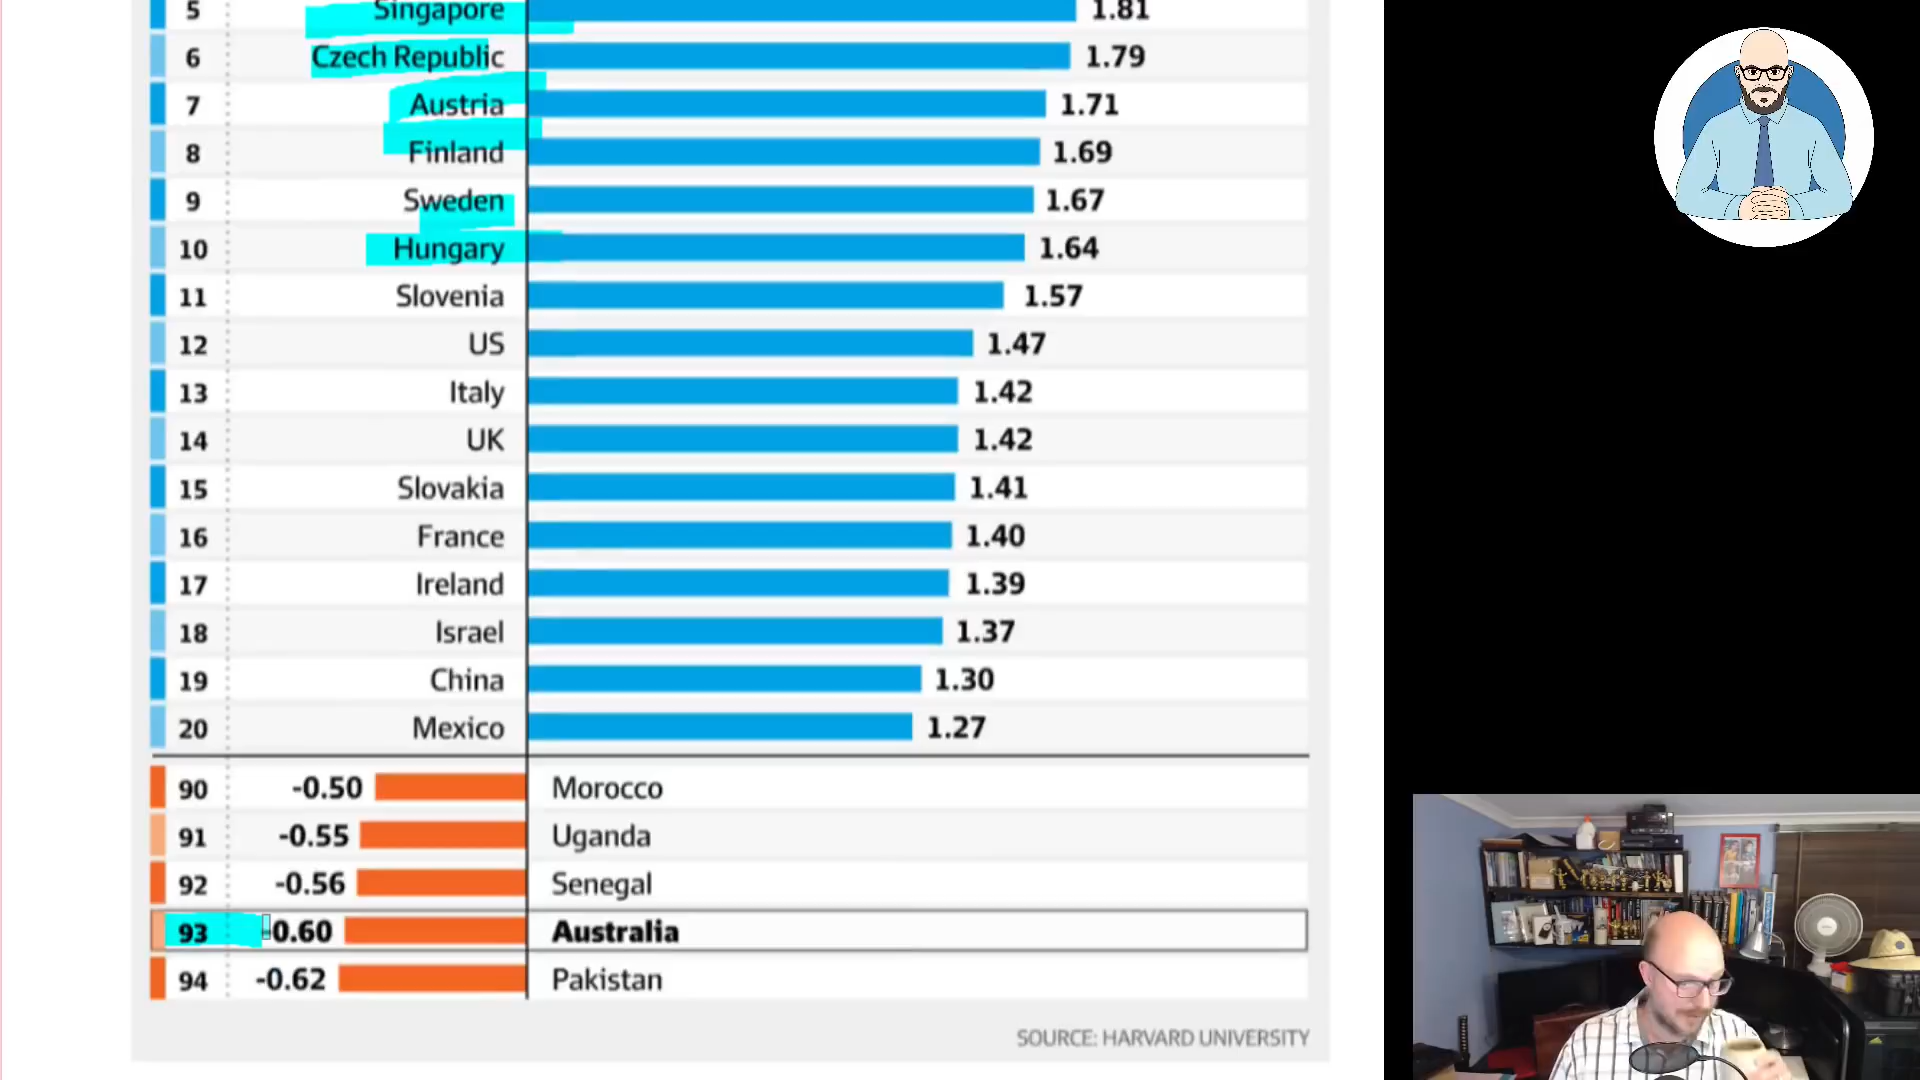 5 Singapore 1.81
6 Czech Republic 1.79
7 Austria 1.71
8 Finland 1.69
9 Sweden 1.67
10 Hungary 1.64
11 Slovenia 1.57
12 US 1.47
13 Italy 1.42
14 UK 1.42
15 Slovakia 1.41
16 France 1.40
17 Ireland 1.39
18 Israel 1.37
19 China 1.30
20 Mexico 1.27
90 -0.50 Morocco
91 -0.55 Uganda
92 -0.56 Senegal
93 -0.60 Australia
94 -0.62 Pakistan
SOURCE: HARVARD UNIVERSITY